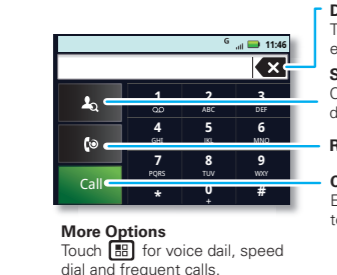 G 11:46
D
T
e
S
C
d
1 2 3
ABC DEF
4 5 6
GHI JKL MNO
R
7 8 9
PQRS TUV WXY
Call
* 0 #
+
C
E
to
More Options
Touch for voice dail, speed
dial and frequent calls.